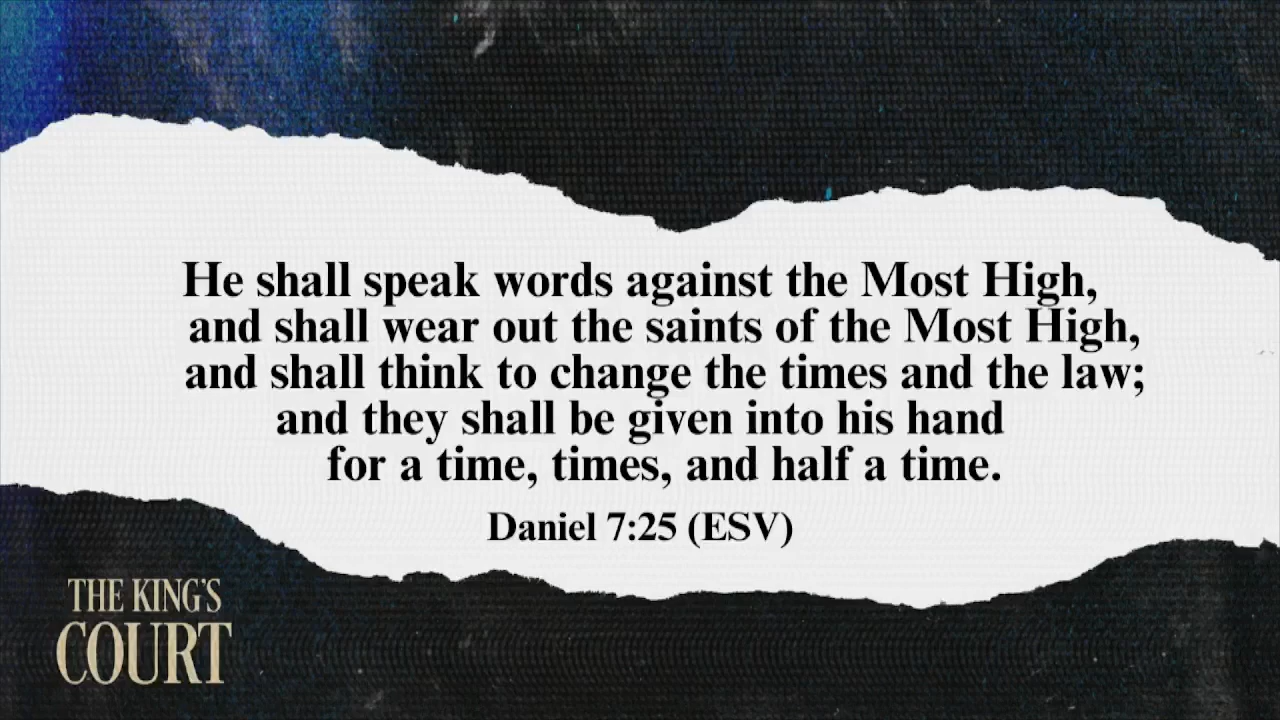 He shall speak words against the Most High,
and shall wear out the saints of the Most High,
and shall think to change the times and the law;
and they shall be given into his hand
for a time, times, and half a time.
Daniel 7:25 (ESV)
THE KING'S
COURT